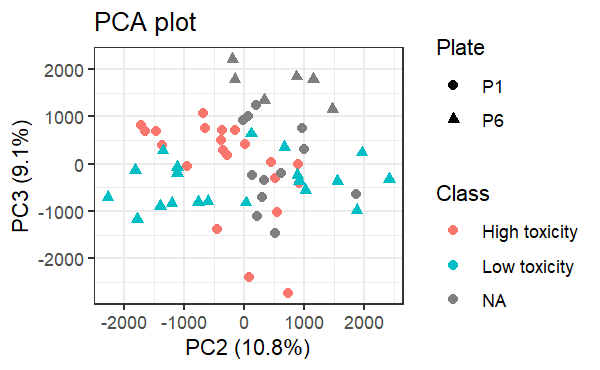 PCA plot
2000
1000
0
-1000
-2000
PC3 (9.1%)
-2000 -1000 0 1000 2000
PC2 (10.8%)
Plate
P1
P6
Class
High toxicity
Low toxicity
NA